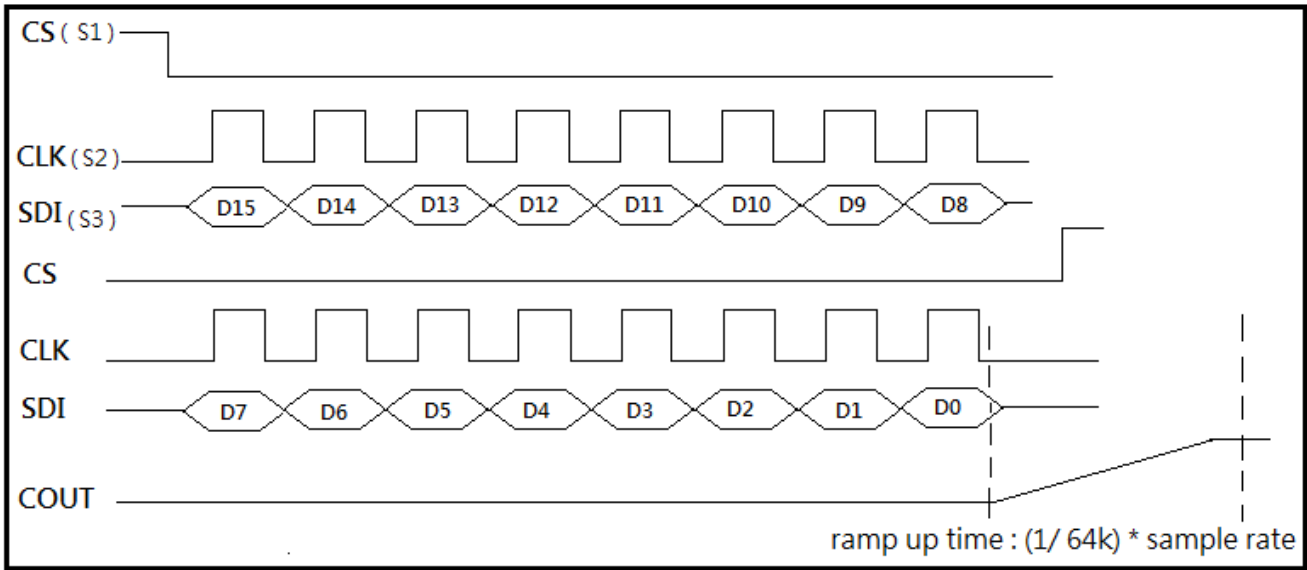 CS ( S1)
CLK ( S2)
SDI ( S3)
D15 D14 D13 D12 D11 D10 D9 D8
CS
CLK
SDI
D7 D6 D5 D4 D3 D2 D1 D0
COUT
ramp up time : (1/ 64k) * sample rate